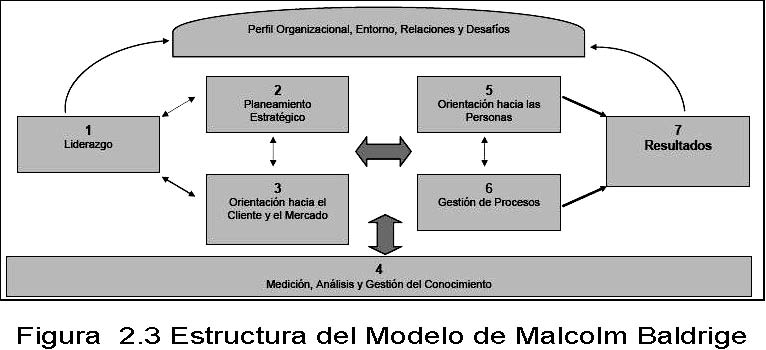 Perfil Organizacional, Entorno, Relaciones y Desafíos
2
Planeamiento
Estratégico
5
Orientación hacia las
Personas
1
Liderazgo
7
Resultados
3
Orientación hacia el
Cliente y el Mercado
6
Gestión de Procesos
4
Medición, Análisis y Gestión del Conocimiento
Figura 2.3 Estructura del Modelo de Malcolm Baldrige